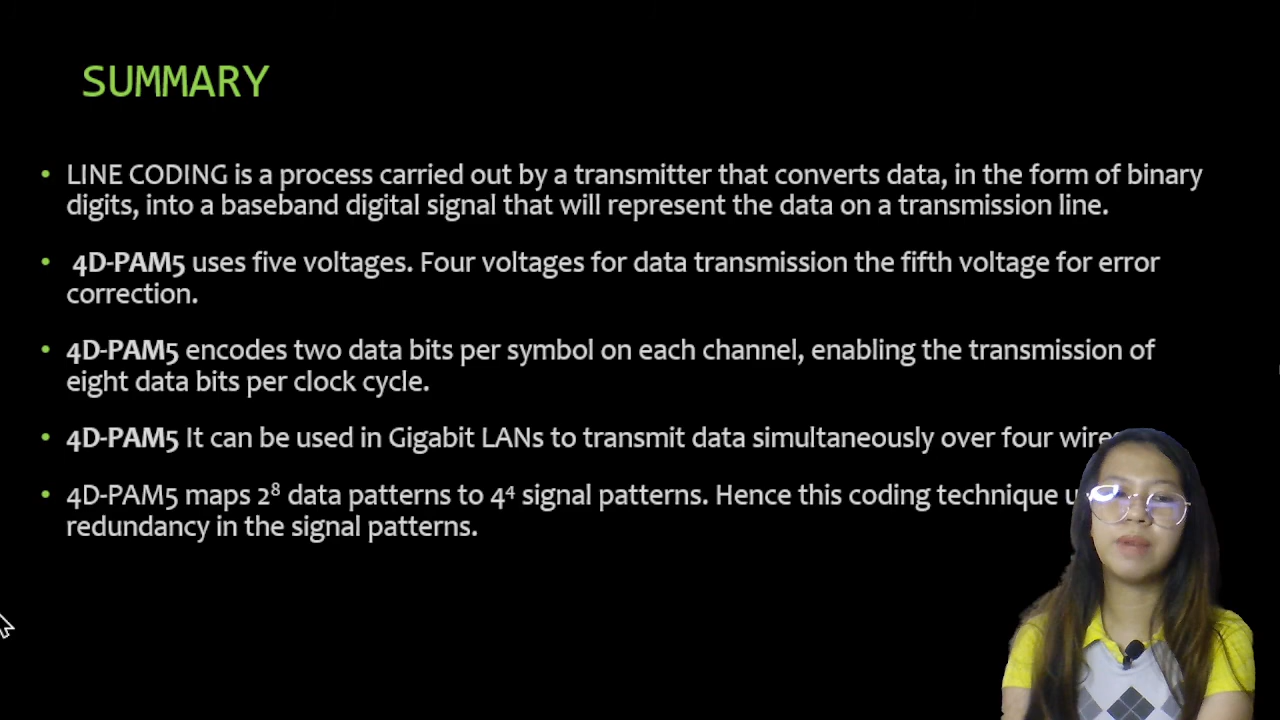 SUMMARY
• LINE CODING is a process carried out by a transmitter that converts data, in the form of binary
digits, into a baseband digital signal that will represent the data on a transmission line.
• 4D-PAM5 uses five voltages. Four voltages for data transmission the fifth voltage for error
correction.
• 4D-PAM5 encodes two data bits per symbol on each channel, enabling the transmission of
eight data bits per clock cycle.
• 4D-PAM5 It can be used in Gigabit LANs to transmit data simultaneously over four
• 4D-PAM5 maps 2⁸ data patterns to 4⁴ signal patterns. Hence this coding technique
redundancy in the signal patterns.